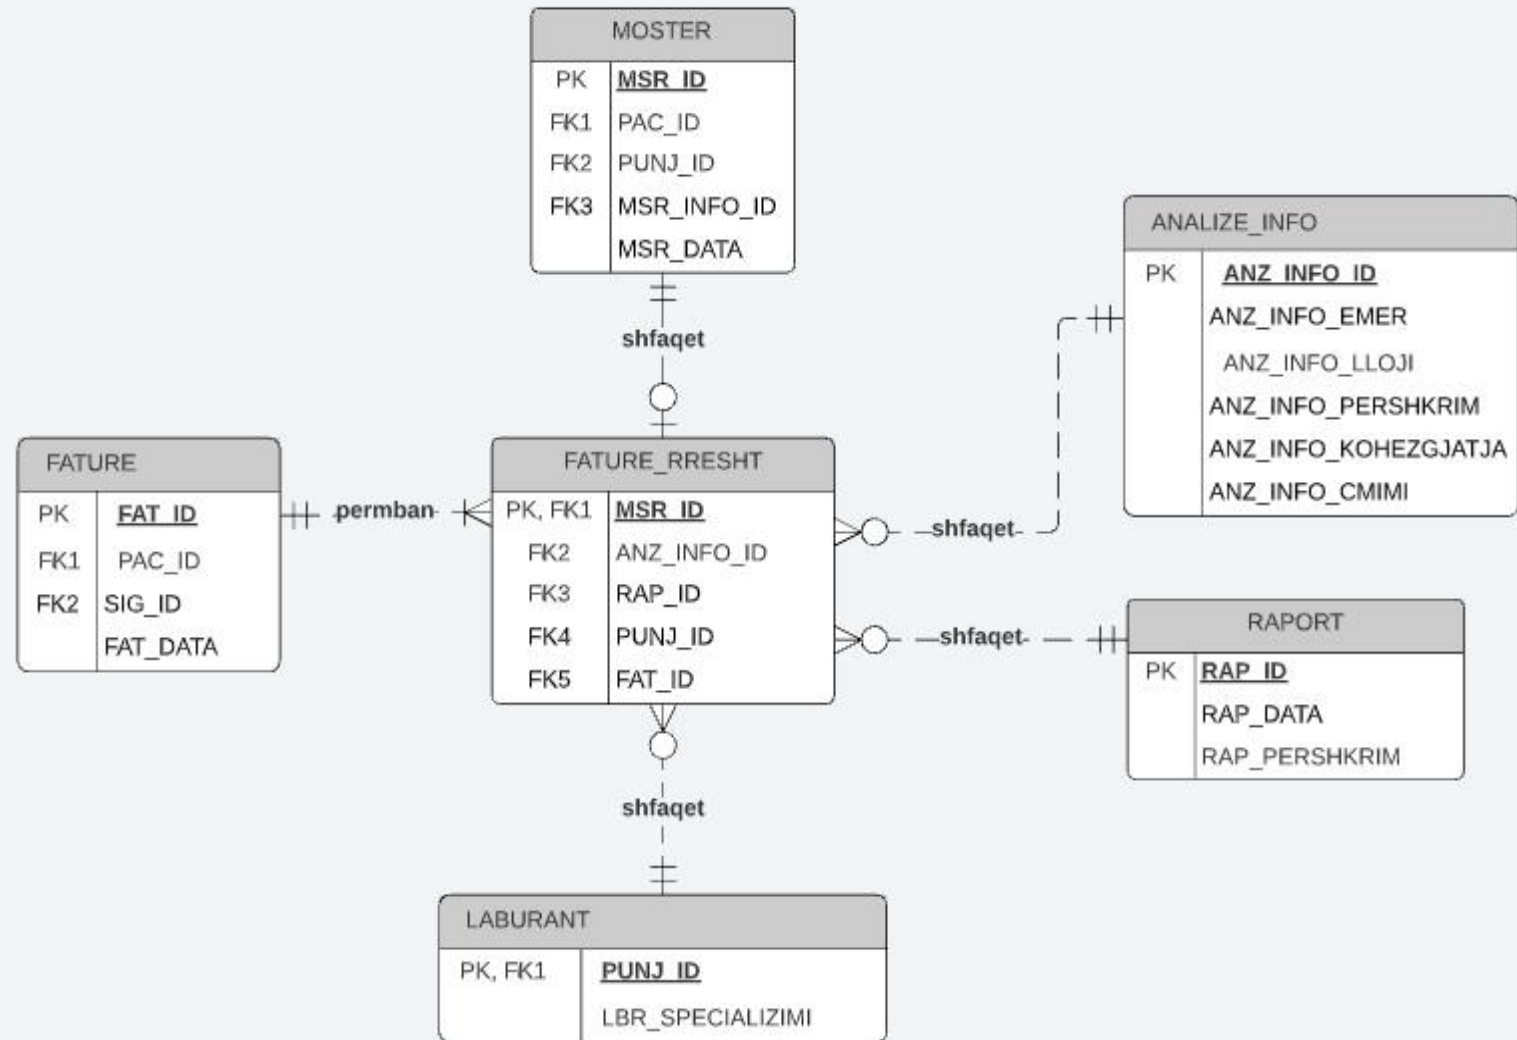 MOSTER
PK MSR_ID
FK1 PAC_ID
FK2 PUNJ_ID
FK3 MSR_INFO_ID
MSR_DATA
shfaqet
ANALIZE_INFO
PK ANZ_INFO_ID
ANZ_INFO_EMER
ANZ_INFO_LLOJI
ANZ_INFO_PERSHKRIM
ANZ_INFO_KOHEZGJATJA
ANZ_INFO_CMIMI
shfaqet
FATURE
PK FAT_ID
FK1 PAC_ID
FK2 SIG_ID
FAT_DATA
permban
FATURE_RRESHT
PK, FK1 MSR_ID
FK2 ANZ_INFO_ID
FK3 RAP_ID
FK4 PUNJ_ID
FK5 FAT_ID
shfaqet
RAPORT
PK RAP_ID
RAP_DATA
RAP_PERSHKRIM
shfaqet
LABURANT
PK, FK1 PUNJ_ID
LBR_SPECIALIZIMI